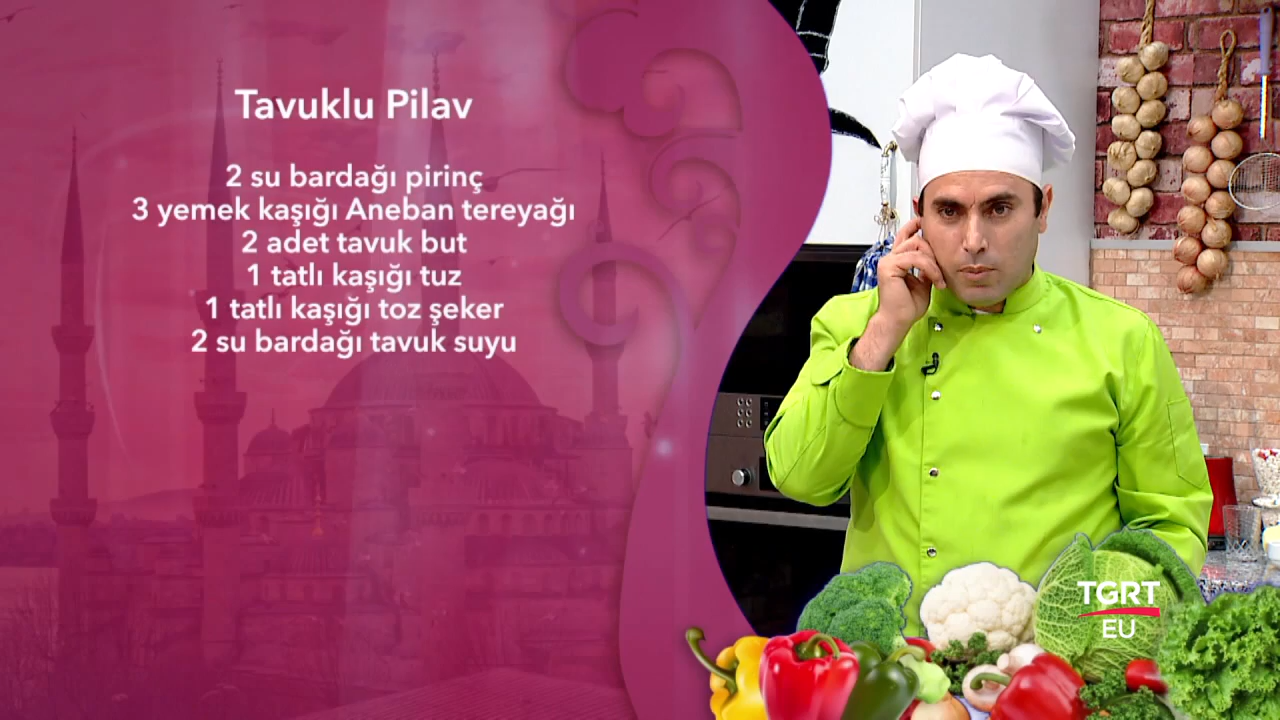 Tavuklu Pilav
2 su bardağı pirinç
3 yemek kaşığı Aneban tereyağı
2 adet tavuk but
1 tatlı kaşığı tuz
1 tatlı kaşığı toz şeker
2 su bardağı tavuk suyu
TGRT
EU